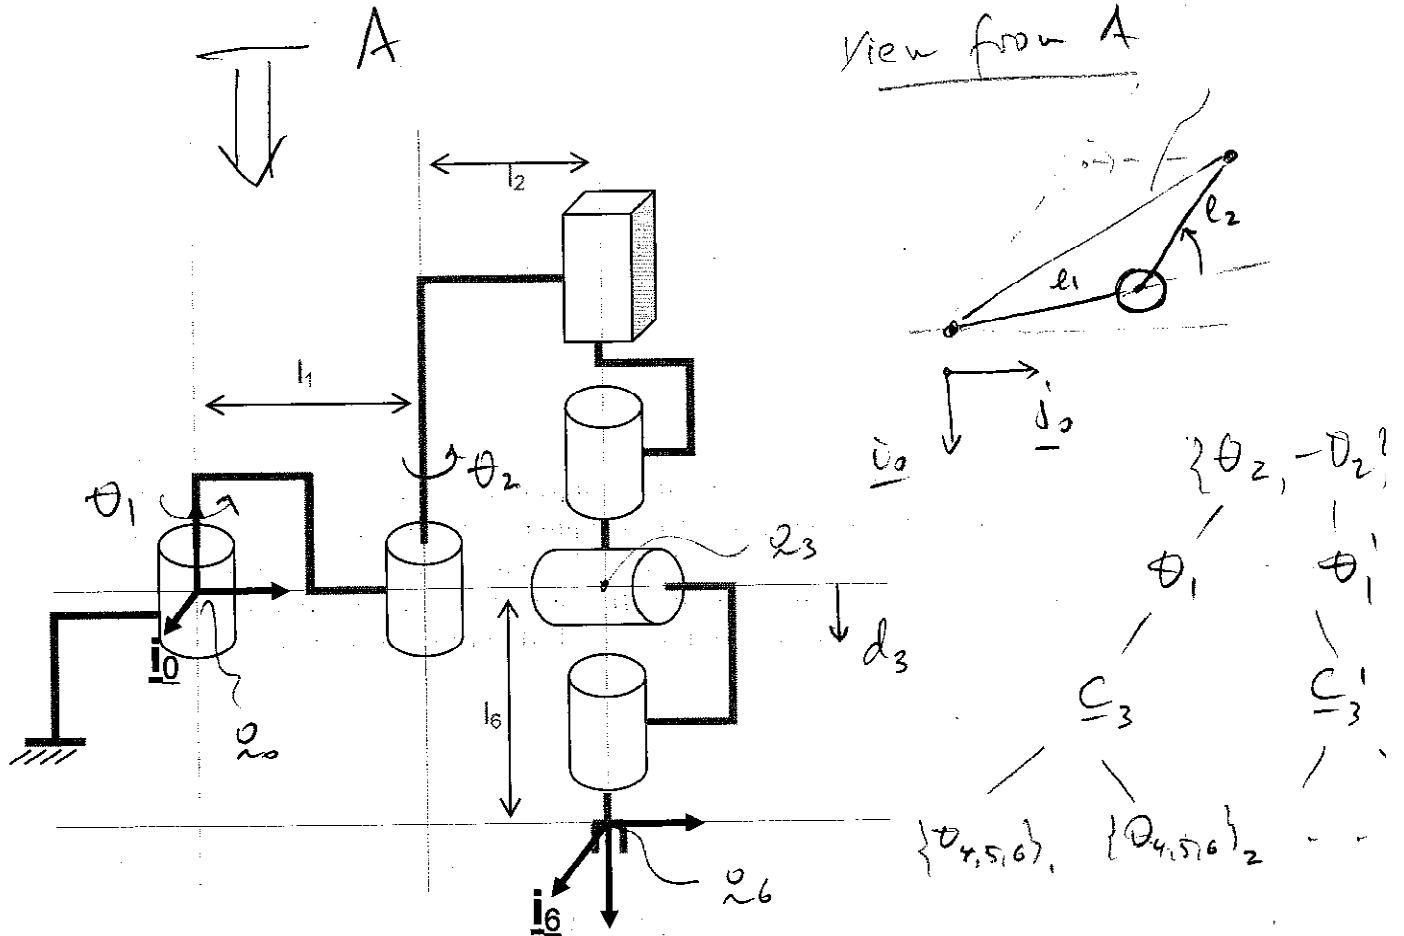 A
View from A
l₂
l₂
l₁
l₁
j₀
i₀
θ₁
θ₂
{θ₂, -θ₂}
θ₁ θ₁'
o₃
i₀
d₃
C₃ C₃'
l₆
o₀
{θ₄,₅,₆}₁ {θ₄,₅,₆}₂ . .
o₆
i₆